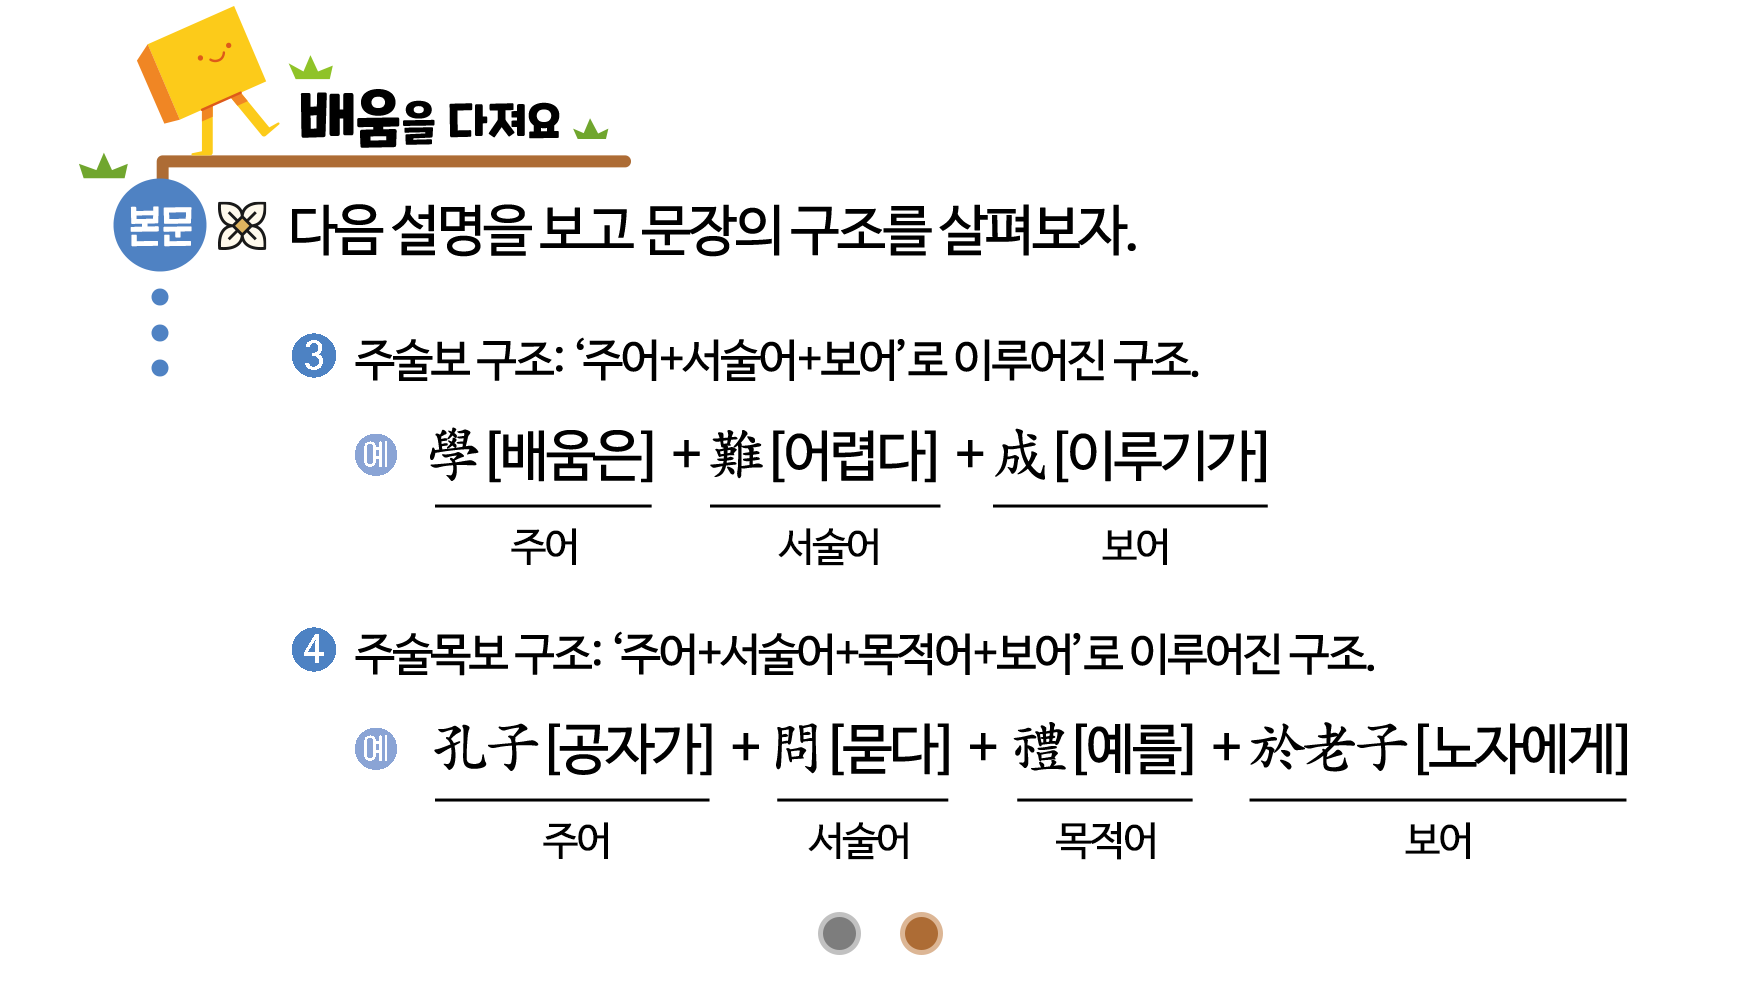 배움을 다져요
본문 다음 설명을 보고 문장의 구조를 살펴보자.
3 주술보 구조: ‘주어+서술어+보어’로 이루어진 구조.
예 學 [배움은] + 難 [어렵다] + 成 [이루기가]
주어 서술어 보어
4 주술목보 구조: ‘주어+서술어+목적어+보어’로 이루어진 구조.
예 孔子 [공자가] + 問 [묻다] + 禮 [예를] + 於老子 [노자에게]
주어 서술어 목적어 보어